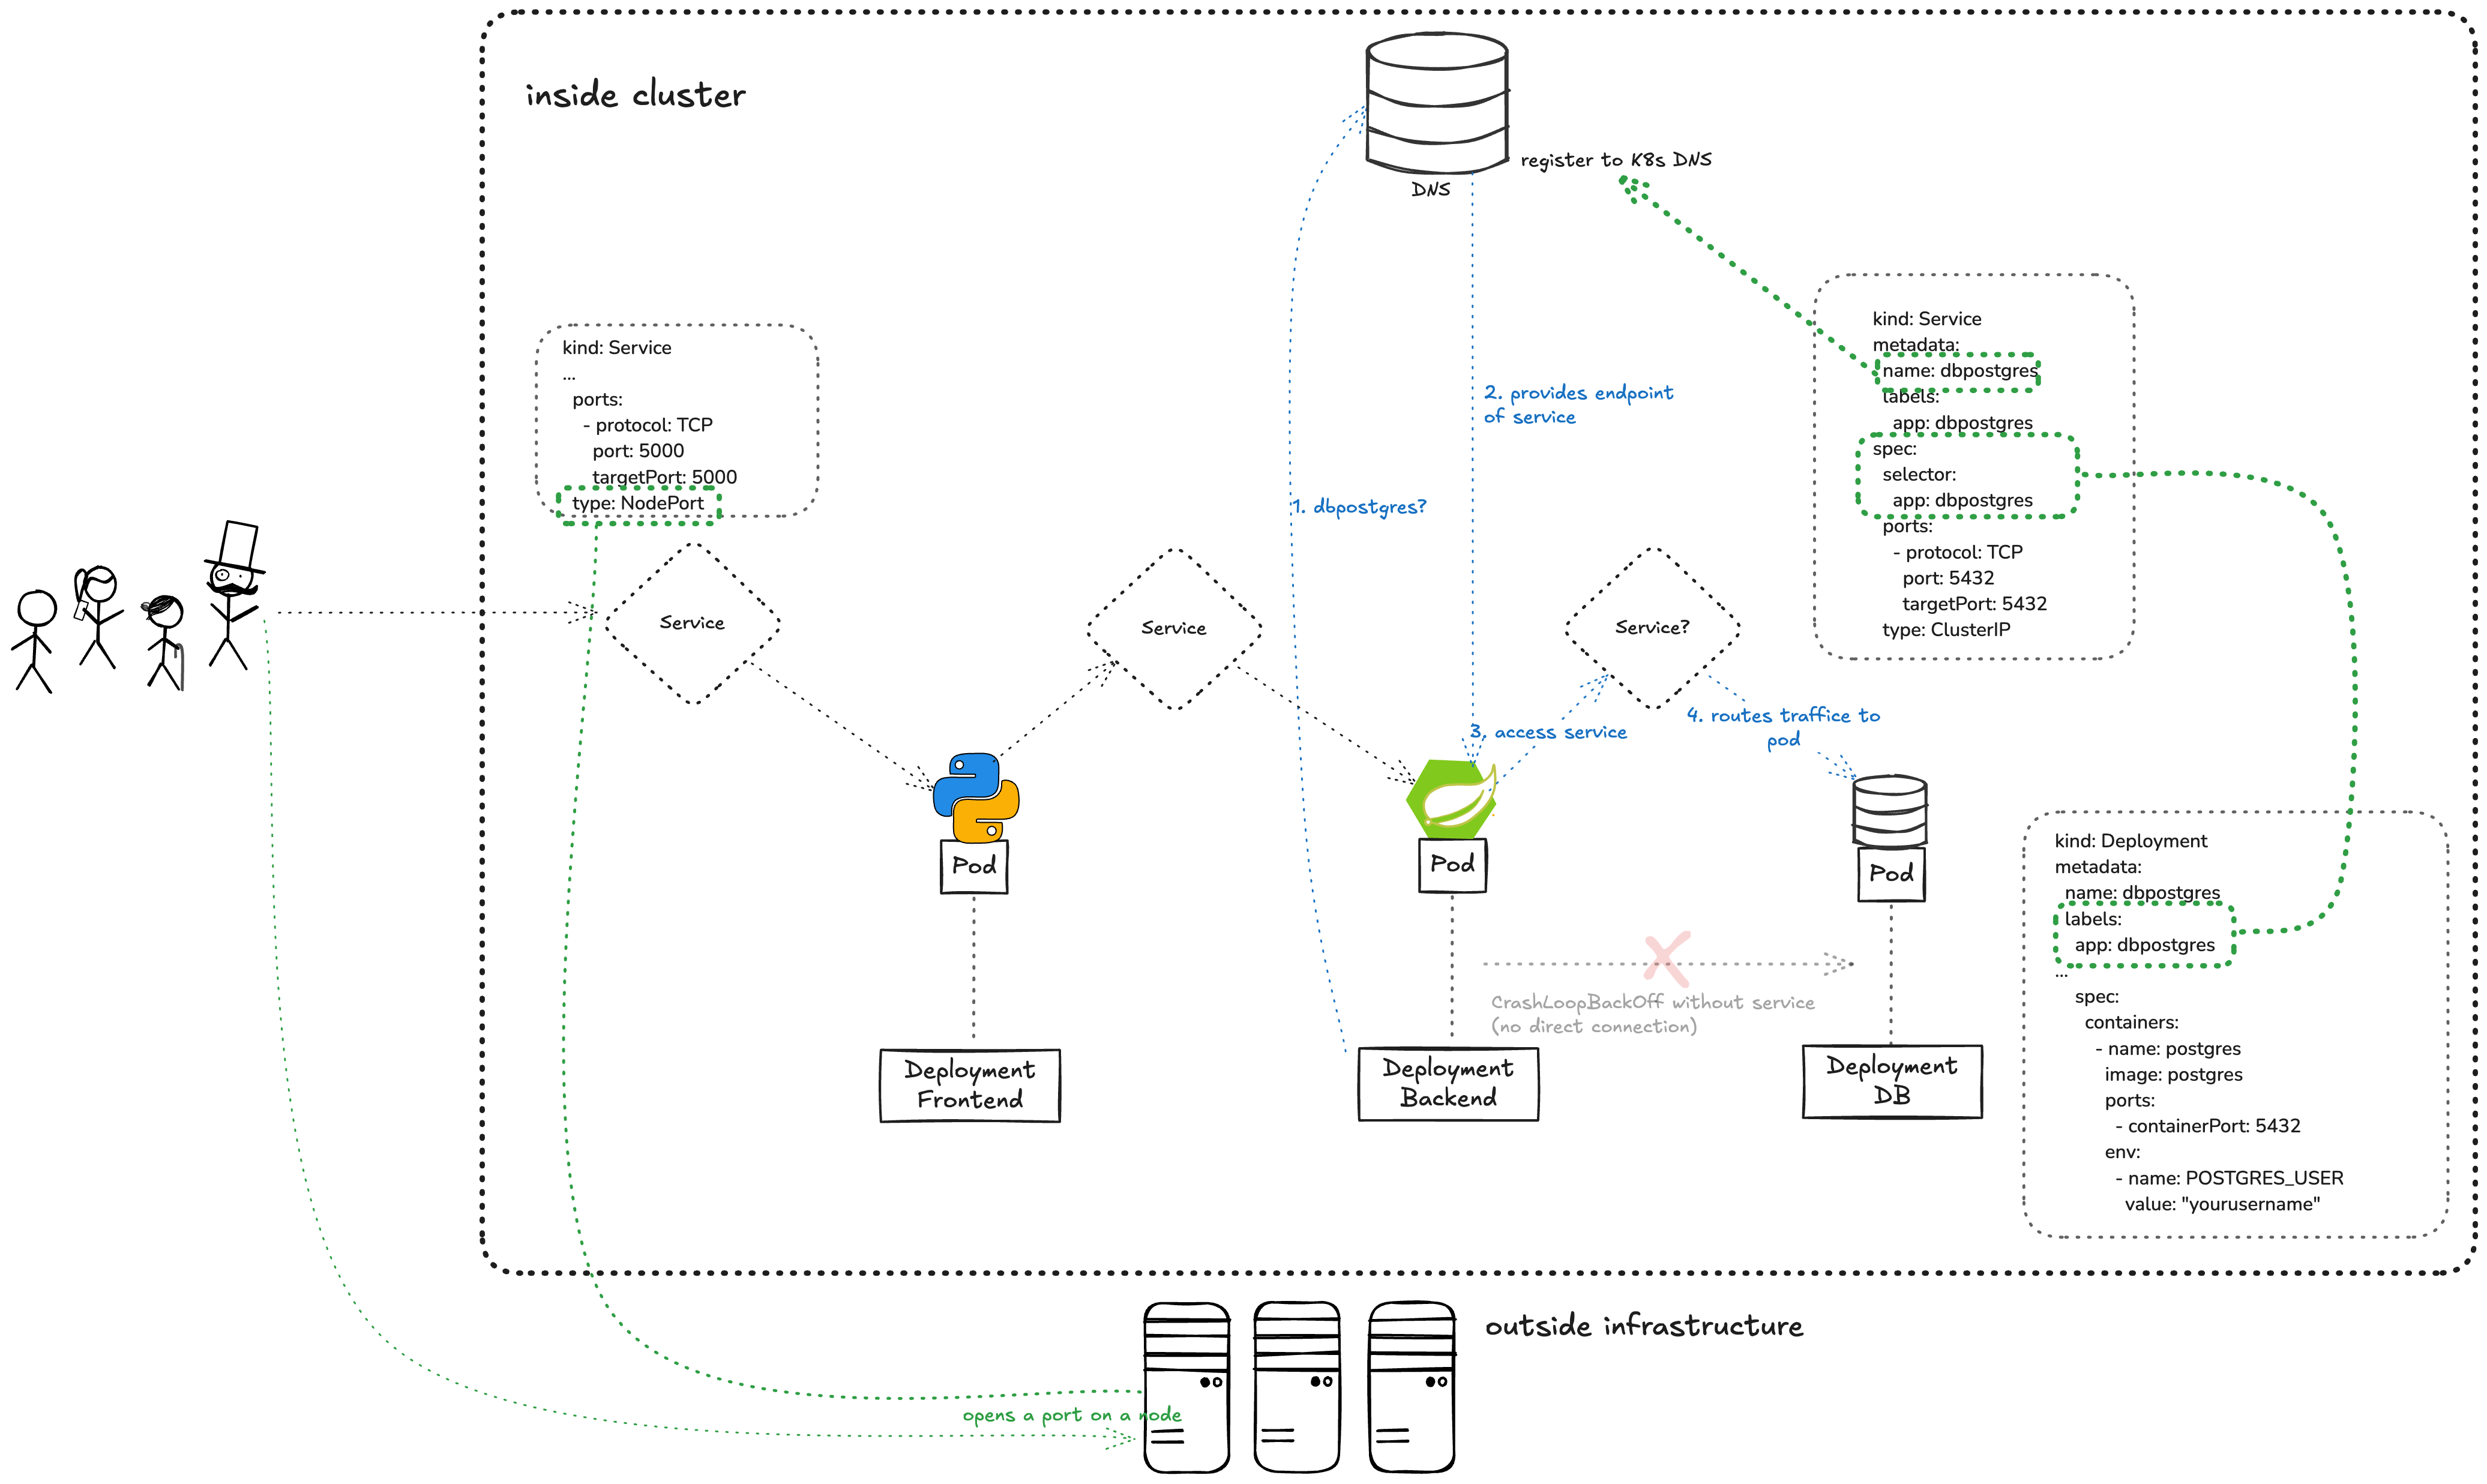 inside cluster
DNS
register to K8s DNS
kind: Service
...
ports:
- protocol: TCP
port: 5000
targetPort: 5000
type: NodePort
kind: Service
metadata:
name: dbpostgres
labels:
app: dbpostgres
spec:
selector:
app: dbpostgres
ports:
- protocol: TCP
port: 5432
targetPort: 5432
type: ClusterIP
2. provides endpoint
of service
1. dbpostgres?
Service
Service
Service?
3. access service
4. routes traffice to
pod
Pod
Pod
Pod
kind: Deployment
metadata:
name: dbpostgres
labels:
app: dbpostgres
...
spec:
containers:
- name: postgres
image: postgres
ports:
- containerPort: 5432
env:
- name: POSTGRES_USER
value: "yourusername"
CrashLoopBackOff without service
(no direct connection)
Deployment
Frontend
Deployment
Backend
Deployment
DB
outside infrastructure
opens a port on a node